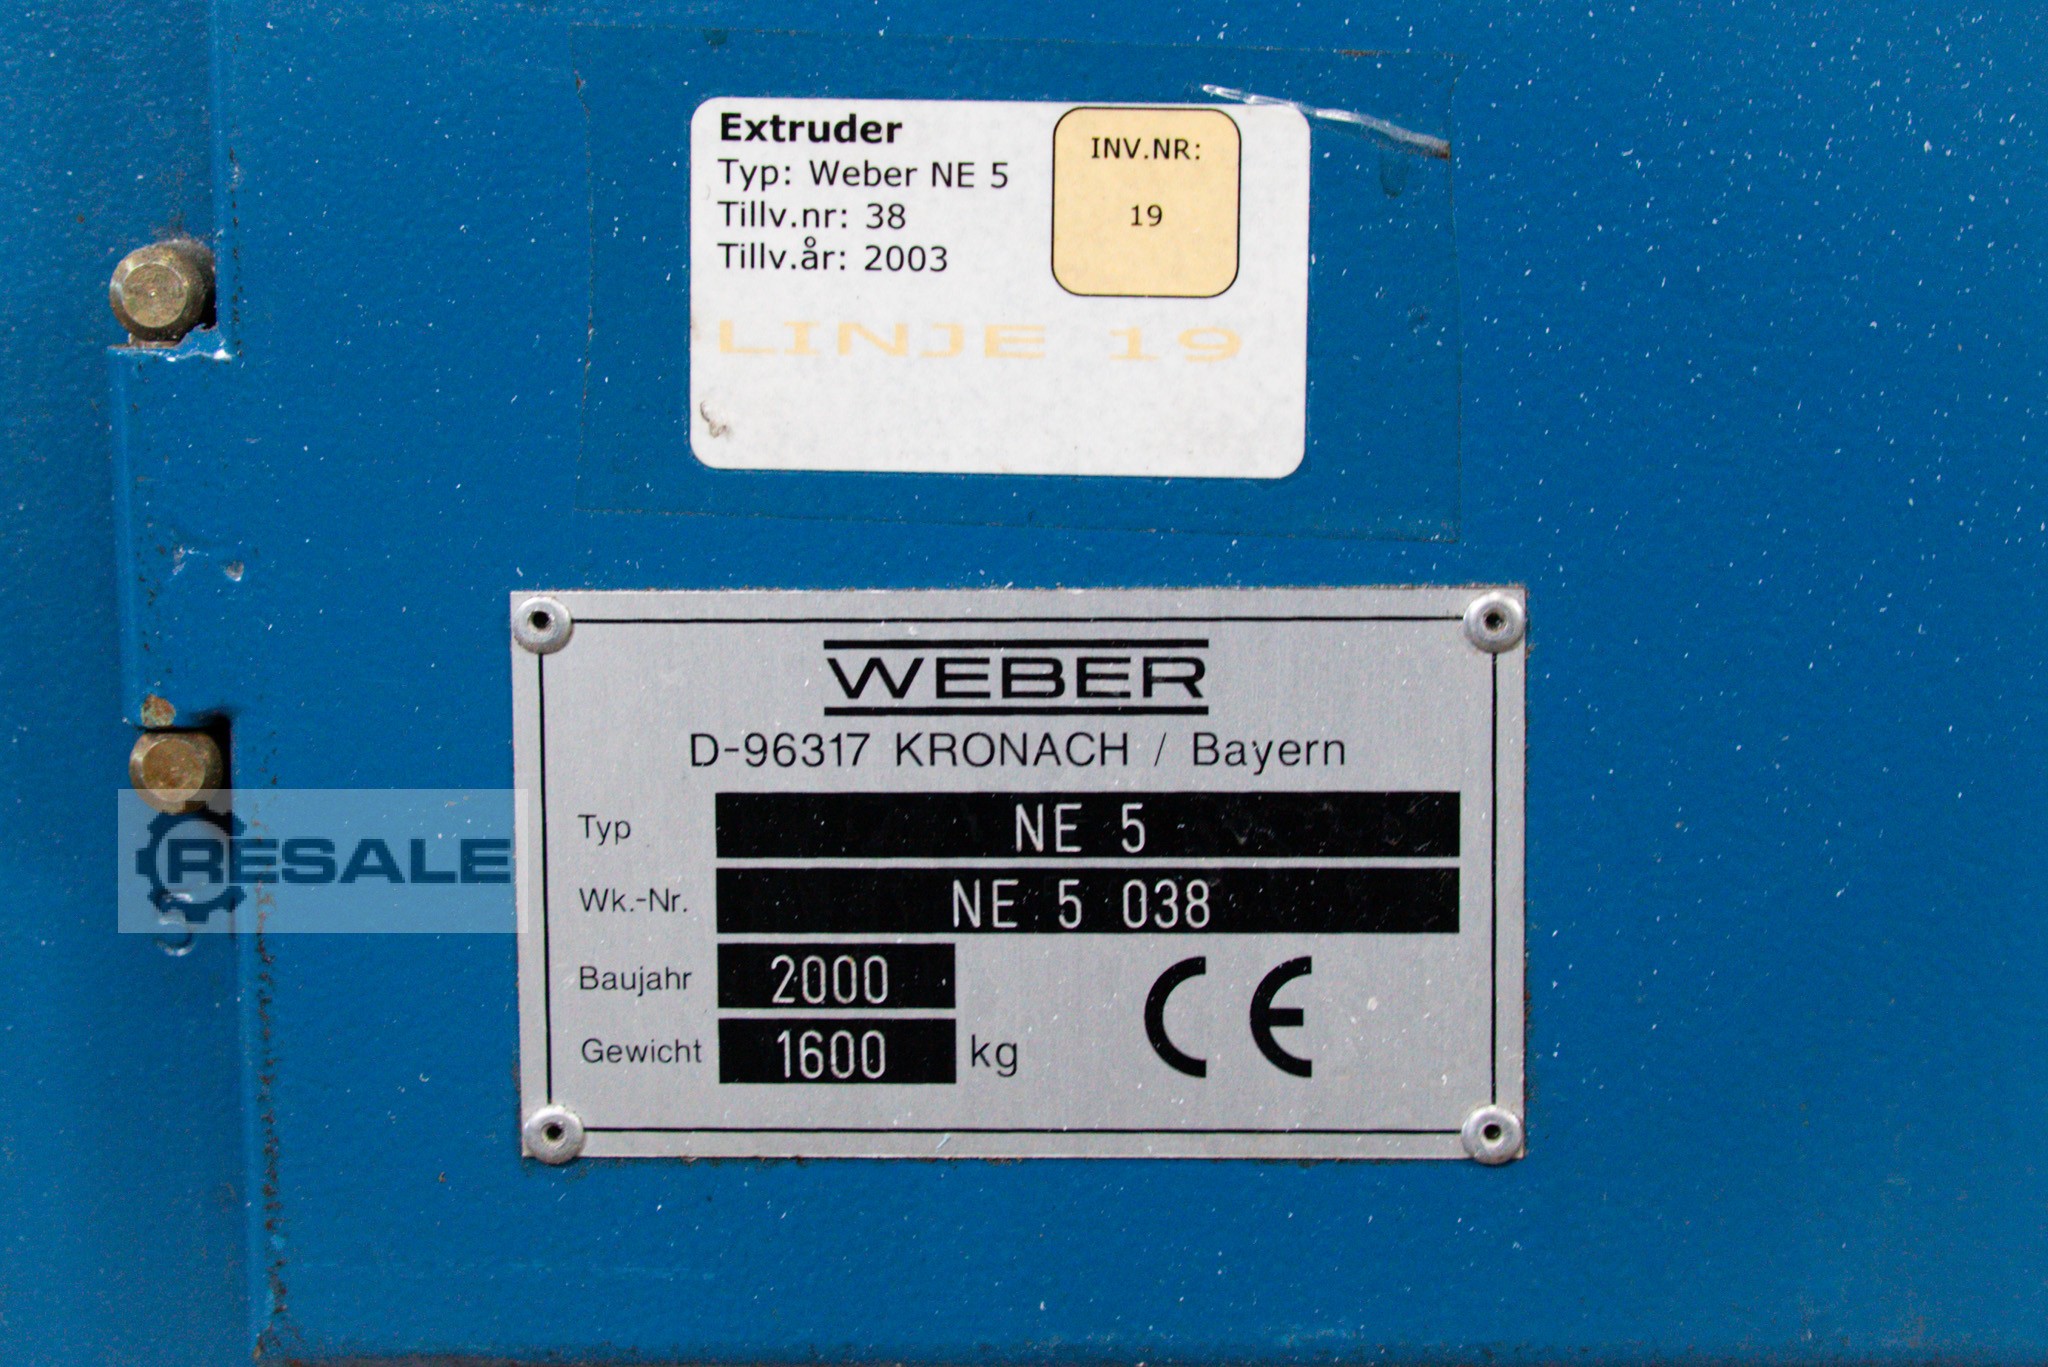 Extruder
Typ: Weber NE 5
Tillv.nr: 38
Tillv.år: 2003
INV.NR:
19
LINJE 19
WEBER
D-96317 KRONACH / Bayern
Typ NE 5
Wk.-Nr. NE 5 038
Baujahr 2000
Gewicht 1600 kg
CE
RESALE